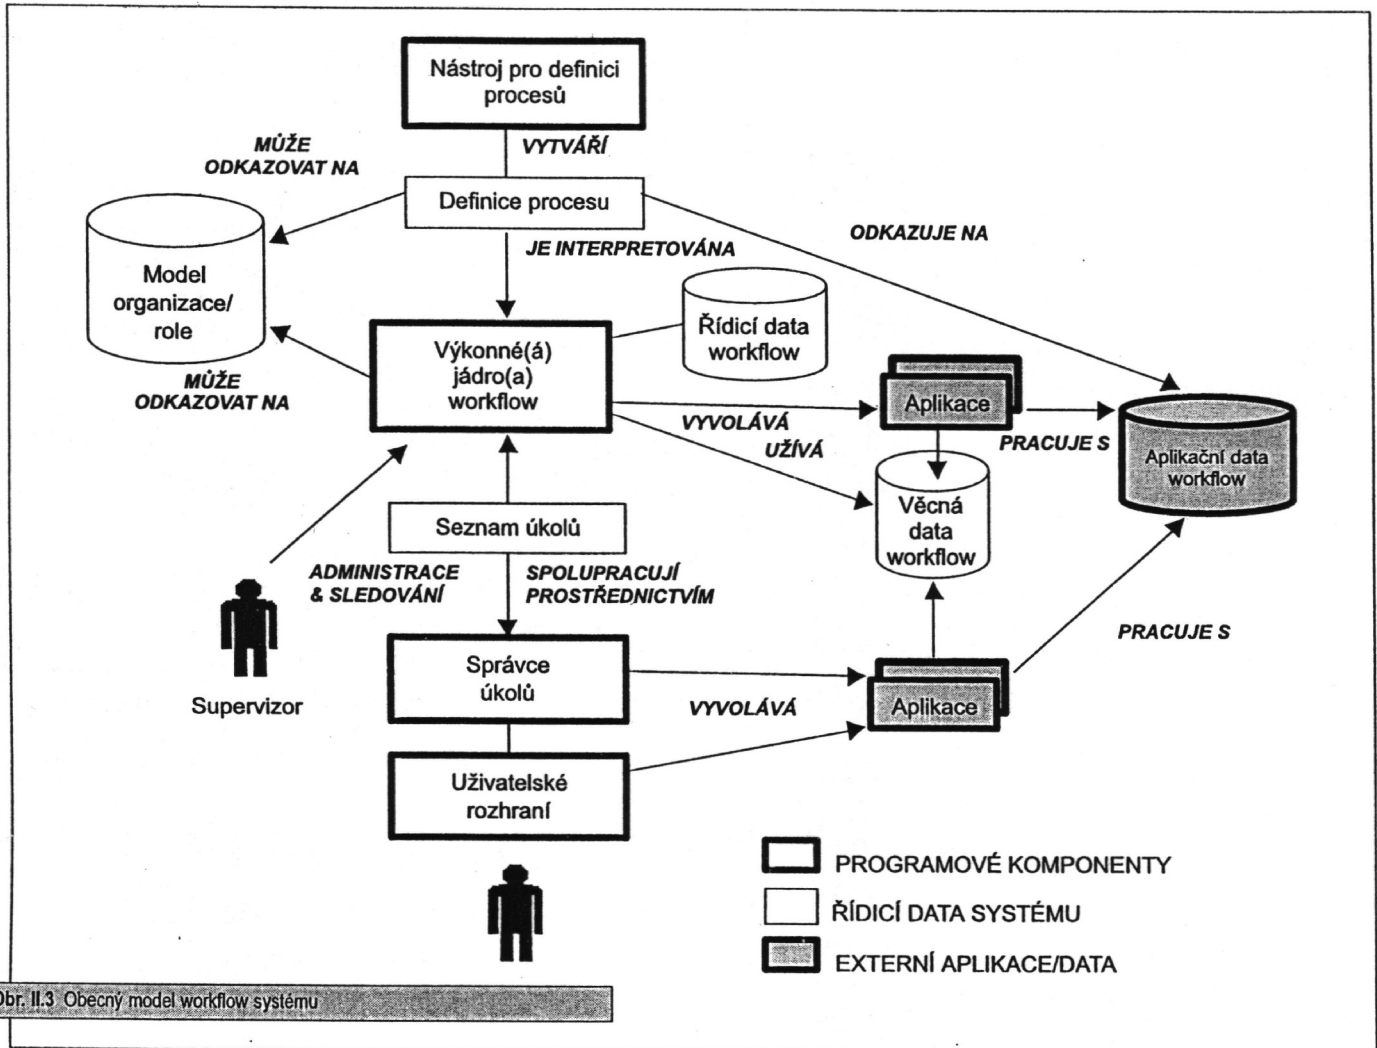 Nástroj pro definici
procesů
VYTVÁŘÍ
MŮŽE
ODKAZOVAT NA
Definice procesu
ODKAZUJE NA
JE INTERPRETOVÁNA
Model
organizace/
role
Řídicí data
workflow
Výkonné(á)
jádro(a)
workflow
MŮŽE
ODKAZOVAT NA
Aplikace
VYVOLÁVÁ
UŽÍVÁ
PRACUJE S
Aplikační data
workflow
Věcná
data
workflow
Seznam úkolů
ADMINISTRACE
& SLEDOVÁNÍ
SPOLUPRACUJÍ
PROSTŘEDNICTVÍM
PRACUJE S
Supervizor
Správce
úkolů
VYVOLÁVÁ
Aplikace
Uživatelské
rozhraní
PROGRAMOVÉ KOMPONENTY
ŘÍDICÍ DATA SYSTÉMU
EXTERNÍ APLIKACE/DATA
Obr. II.3 Obecný model workflow systému